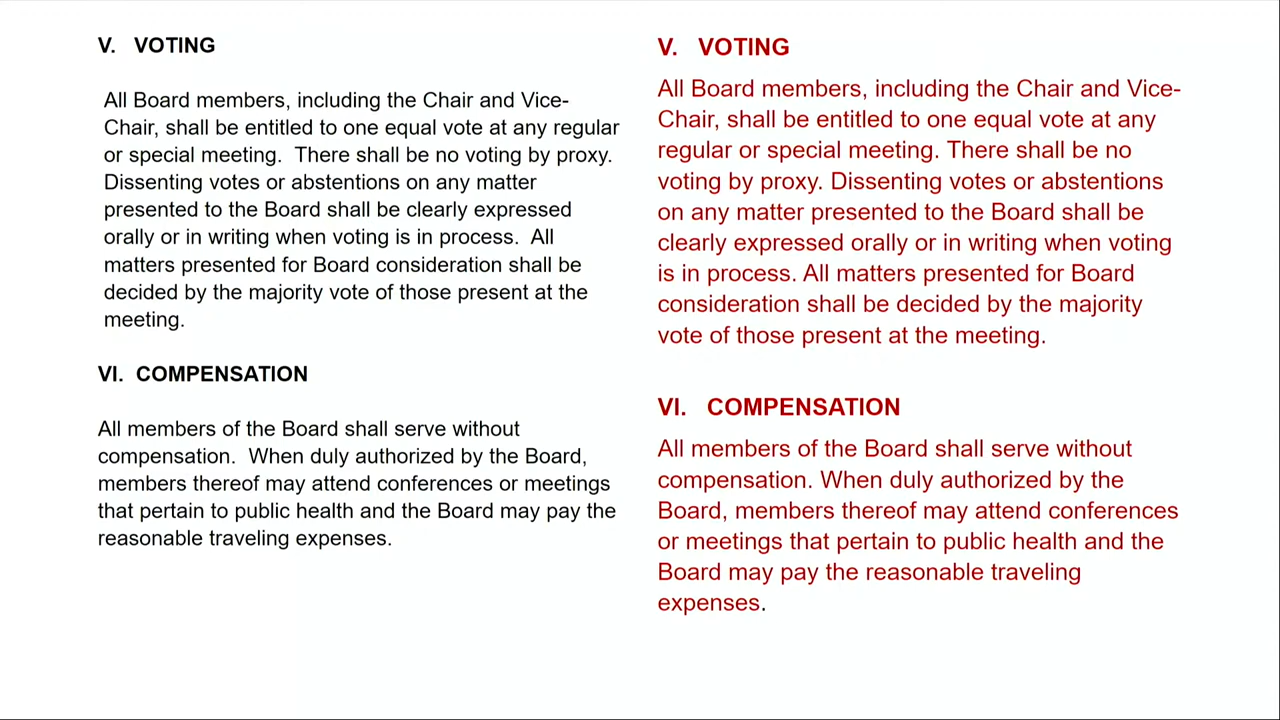 V. VOTING
All Board members, including the Chair and Vice-
Chair, shall be entitled to one equal vote at any regular
or special meeting.  There shall be no voting by proxy.
Dissenting votes or abstentions on any matter
presented to the Board shall be clearly expressed
orally or in writing when voting is in process.  All
matters presented for Board consideration shall be
decided by the majority vote of those present at the
meeting.
VI. COMPENSATION
All members of the Board shall serve without
compensation.  When duly authorized by the Board,
members thereof may attend conferences or meetings
that pertain to public health and the Board may pay the
reasonable traveling expenses.
V. VOTING
All Board members, including the Chair and Vice-
Chair, shall be entitled to one equal vote at any
regular or special meeting. There shall be no
voting by proxy. Dissenting votes or abstentions
on any matter presented to the Board shall be
clearly expressed orally or in writing when voting
is in process. All matters presented for Board
consideration shall be decided by the majority
vote of those present at the meeting.
VI. COMPENSATION
All members of the Board shall serve without
compensation. When duly authorized by the
Board, members thereof may attend conferences
or meetings that pertain to public health and the
Board may pay the reasonable traveling
expenses.